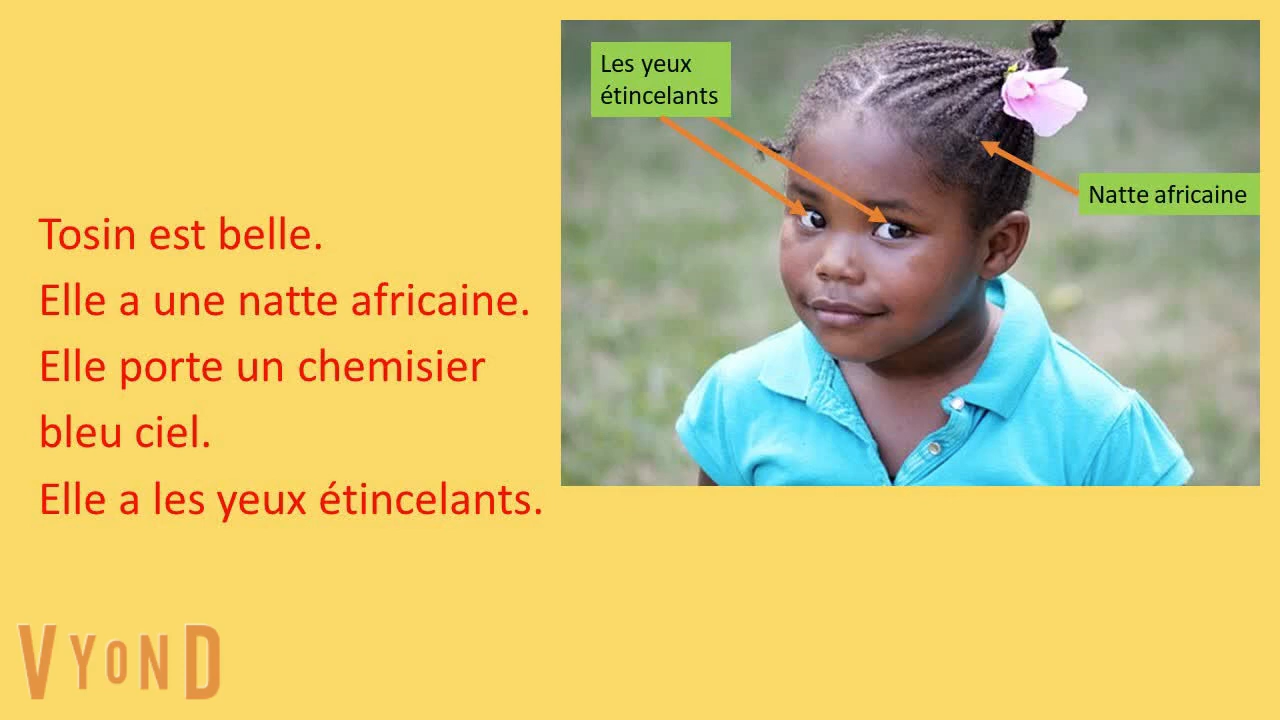 Les yeux
étincelants
Natte africaine
Tosin est belle.
Elle a une natte africaine.
Elle porte un chemisier
bleu ciel.
Elle a les yeux étincelants.
VYOND